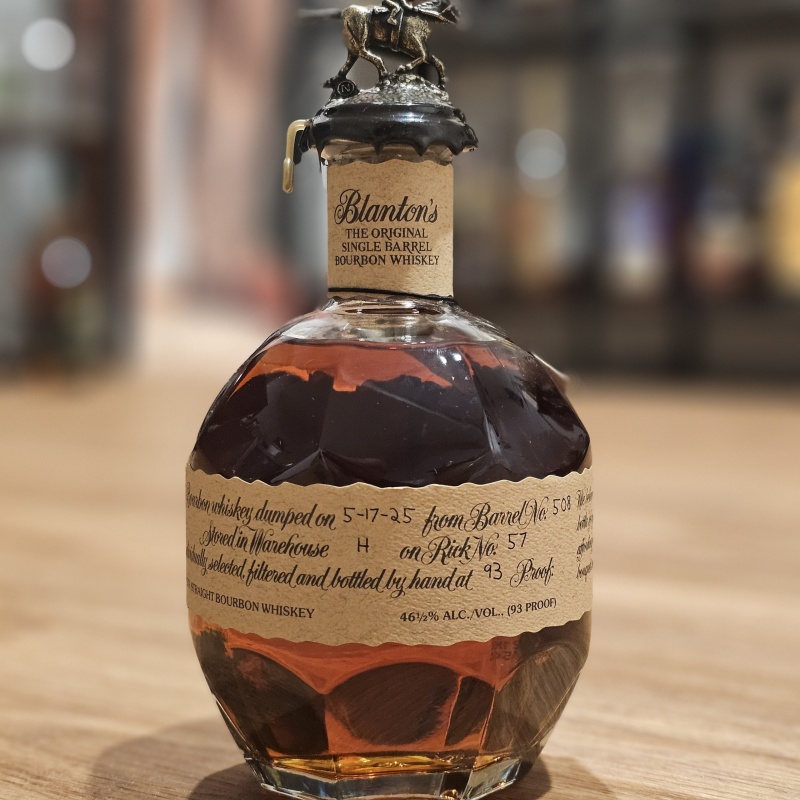 Blanton's
THE ORIGINAL
SINGLE BARREL
BOURBON WHISKEY
Bourbon whiskey dumped on 5-17-25 from Barrel No. 508
Stored in Warehouse H on Rick No. 57
selected, filtered and bottled by hand at 93 Proof.
STRAIGHT BOURBON WHISKEY 46½% ALC./VOL., (93 PROOF)
N